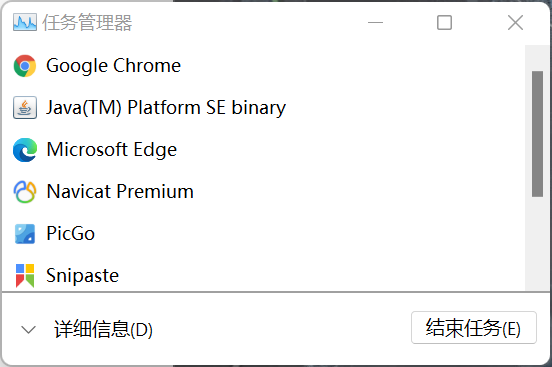 任务管理器
Google Chrome
Java(TM) Platform SE binary
Microsoft Edge
Navicat Premium
PicGo
Snipaste
详细信息(D)
结束任务(E)